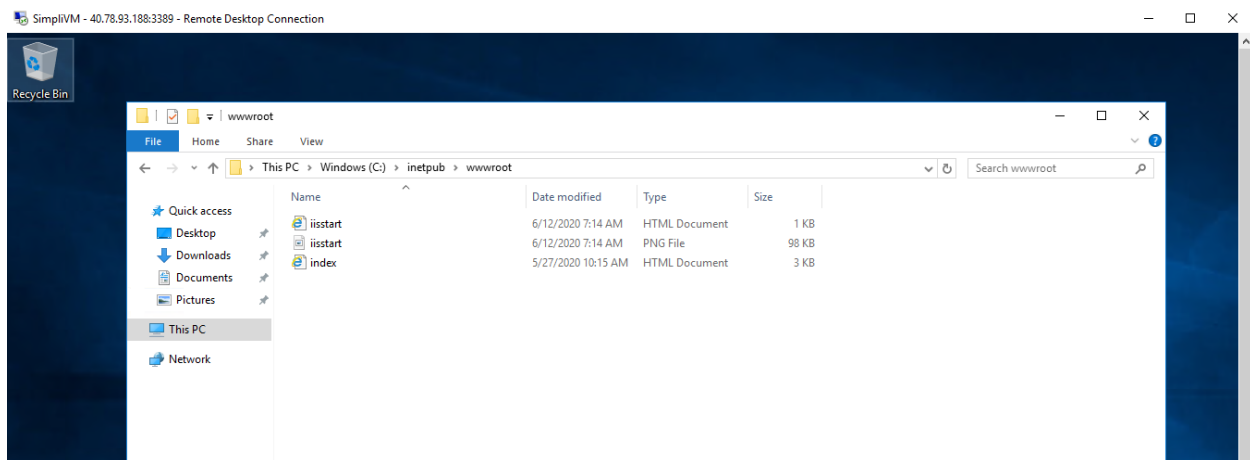 SimpliVM - 40.78.93.188:3389 - Remote Desktop Connection
Recycle Bin
wwwroot
File Home Share View
This PC > Windows (C:) > inetpub > wwwroot
Search wwwroot
Name Date modified Type Size
Quick access
Desktop
Downloads
Documents
Pictures
This PC
Network
iisstart 6/12/2020 7:14 AM HTML Document 1 KB
iisstart 6/12/2020 7:14 AM PNG File 98 KB
index 5/27/2020 10:15 AM HTML Document 3 KB